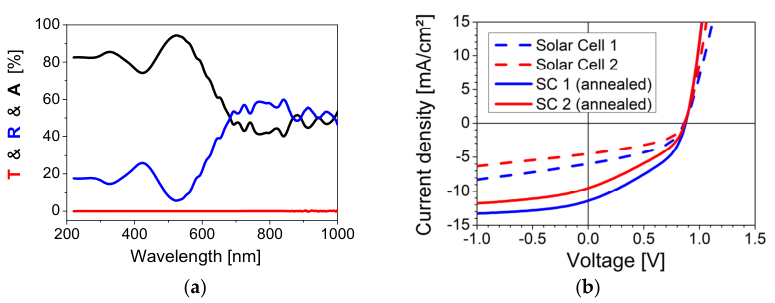 T & R & A [%]
100
80
60
40
20
0
200
400
600
800
1000
Wavelength [nm]
(a)
Current density [mA/cm²]
15
10
5
0
-5
-10
-15
Solar Cell 1
Solar Cell 2
SC 1 (annealed)
SC 2 (annealed)
-1.0
-0.5
0.0
0.5
1.0
1.5
Voltage [V]
(b)